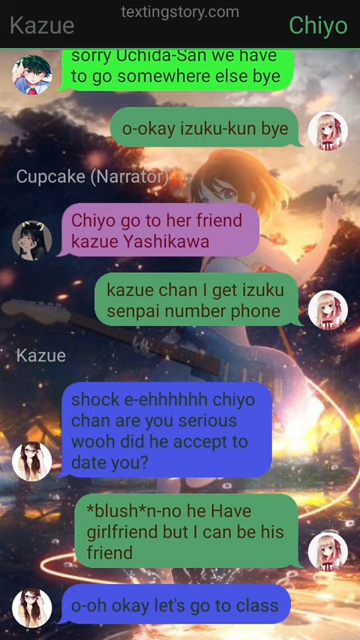 textingstory.com
Kazue
Chiyo
sorry Uchida-San we have
to go somewhere else bye
o-okay izuku-kun bye
Cupcake (Narrator)
Chiyo go to her friend
kazue Yashikawa
kazue chan I get izuku
senpai number phone
Kazue
shock e-ehhhhhh chiyo
chan are you serious
wooh did he accept to
date you?
*blush*n-no he Have
girlfriend but I can be his
friend
o-oh okay let's go to class